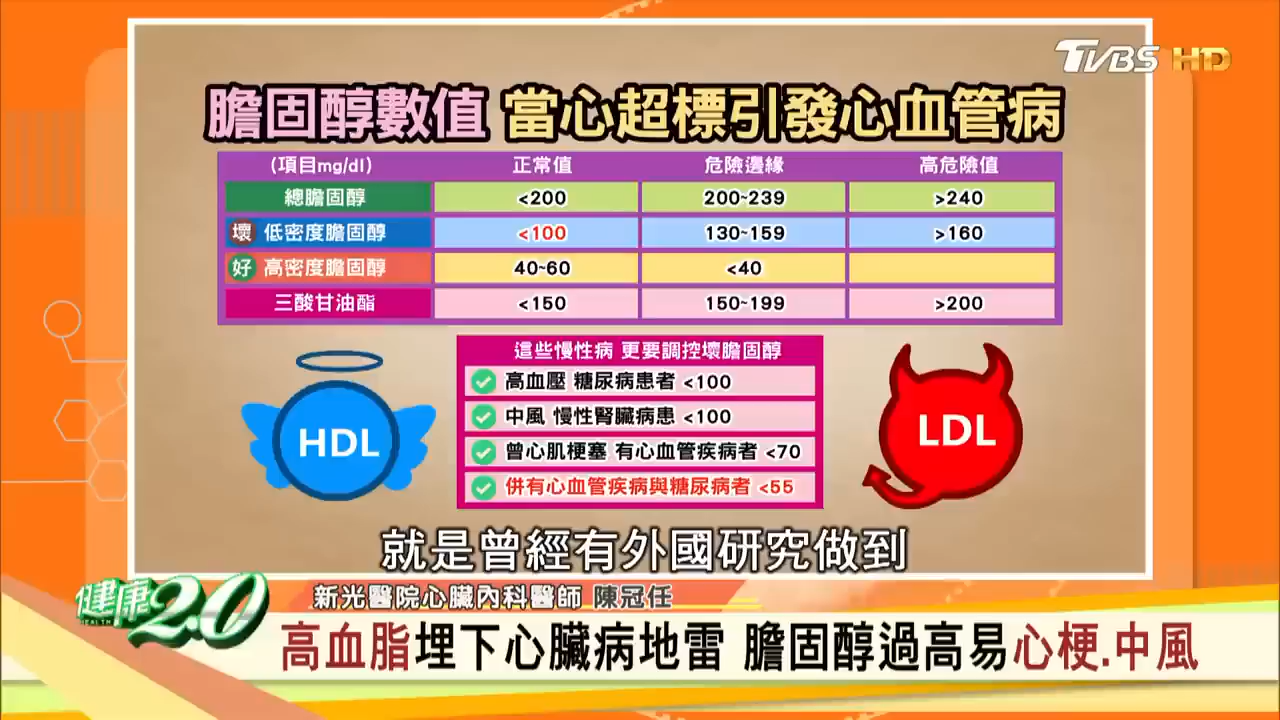 TVBS HD
膽固醇數值 當心超標引發心血管病
(項目mg/dl) 正常值 危險邊緣 高危險值
總膽固醇 <200 200~239 >240
壞 低密度膽固醇 <100 130~159 >160
好 高密度膽固醇 40~60 <40
三酸甘油酯 <150 150~199 >200
HDL
這些慢性病 更要調控壞膽固醇
高血壓 糖尿病患者 <100
中風 慢性腎臟病患 <100
曾心肌梗塞 有心血管疾病者 <70
併有心血管疾病與糖尿病者 <55
LDL
就是曾經有外國研究做到
健康2.0
HEALTH
新光醫院心臟內科醫師 陳冠任
高血脂埋下心臟病地雷 膽固醇過高易心梗.中風